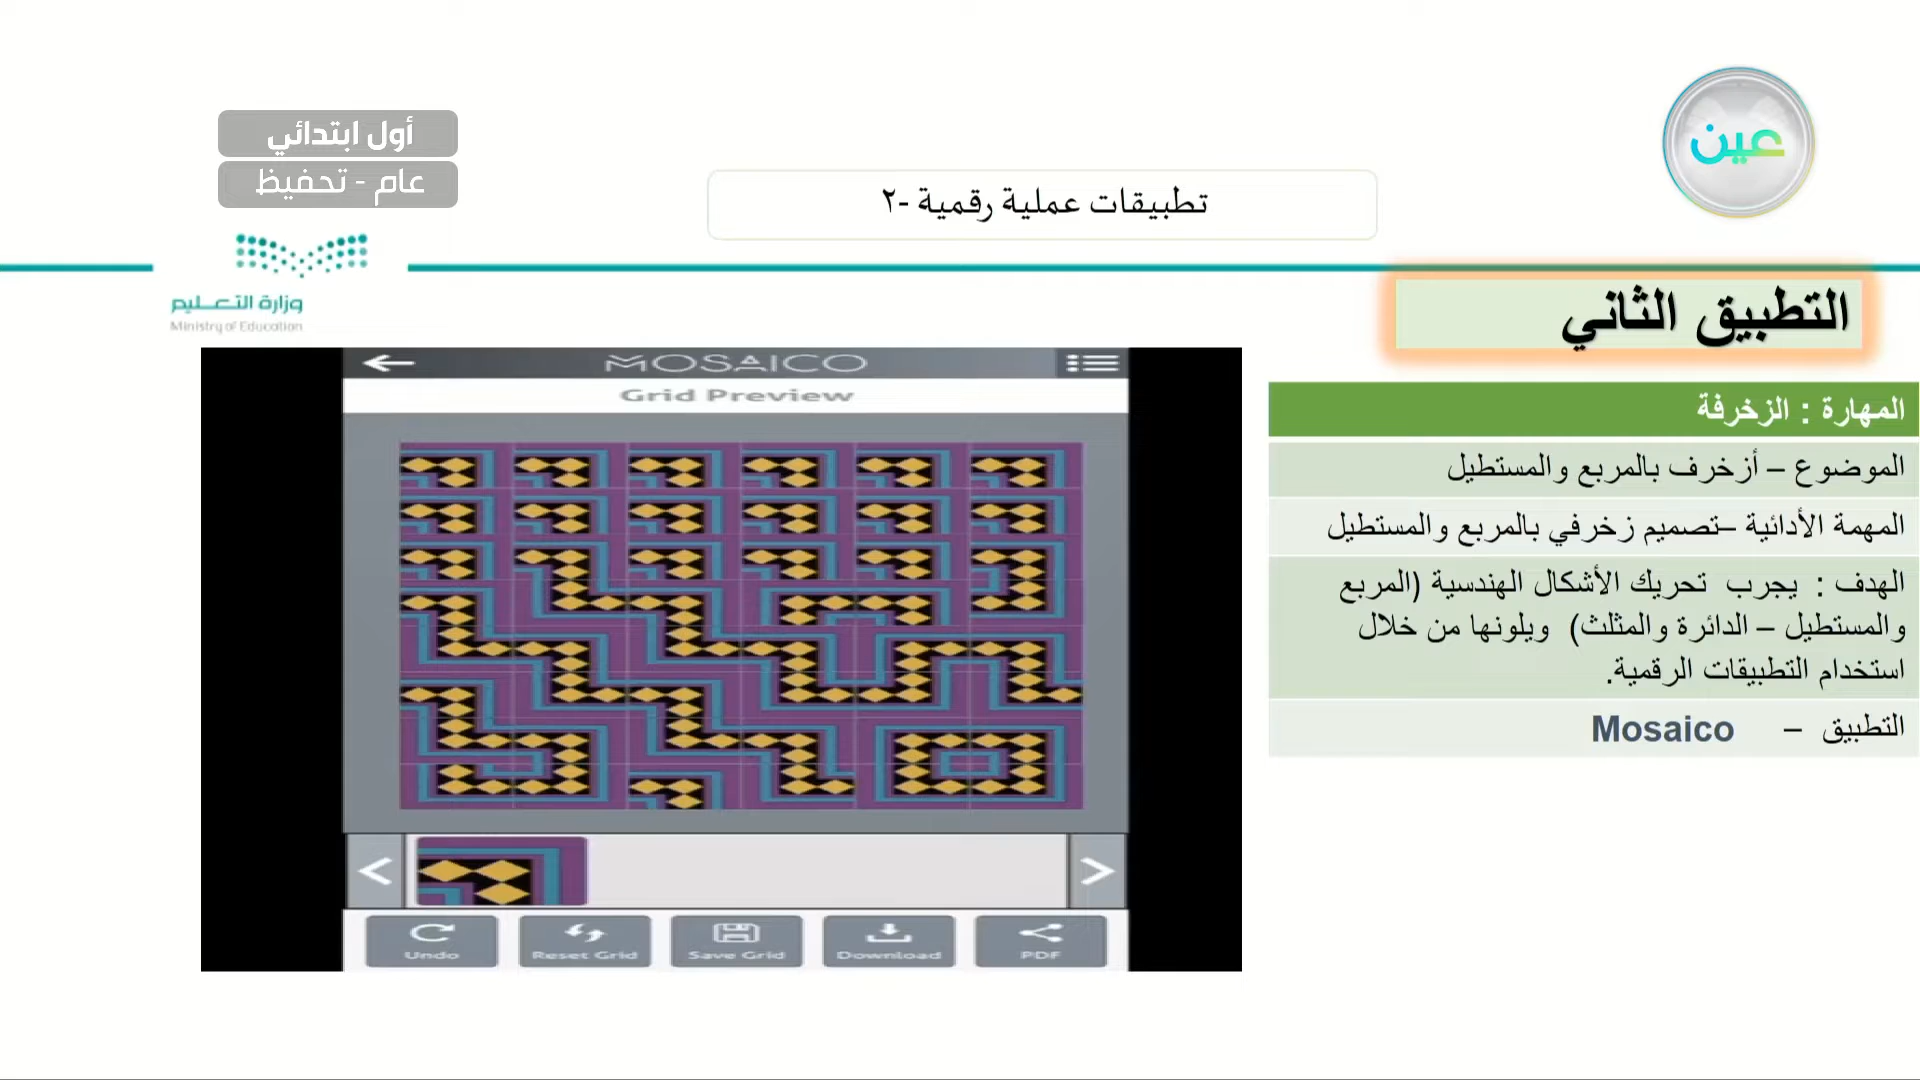 أول ابتدائي
عام - تحفيظ
عين
تطبيقات عملية رقمية -٢
وزارة التعليم
Ministry of Education
التطبيق الثاني
المهارة : الزخرفة
الموضوع – أزخرف بالمربع والمستطيل
المهمة الأدائية –تصميم زخرفي بالمربع والمستطيل
الهدف : يجرب تحريك الأشكال الهندسية (المربع
والمستطيل – الدائرة والمثلث) ويلونها من خلال
استخدام التطبيقات الرقمية.
التطبيق – Mosaico
MOSAICO
Grid Preview
Undo
Reset Grid
Save Grid
Download
PDF